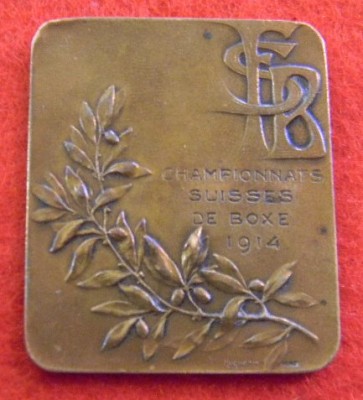 FSB
CHAMPIONNATS
SUISSES
DE BOXE
1914